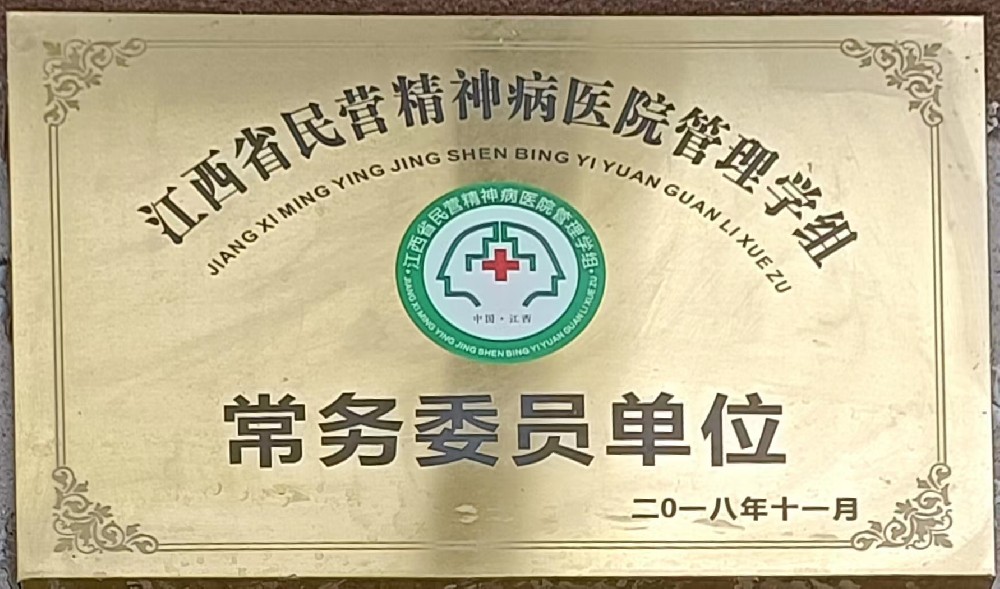 江西省民营精神病医院管理学组
JIANG XI MING YING JING SHEN BING YI YUAN GUAN LI XUE ZU
·江西省民营精神病医院管理学组·
中国·江西
JIANG XI MING YING JING SHEN BING YI YUAN GUAN LI XUE ZU
常务委员单位
二0一八年十一月